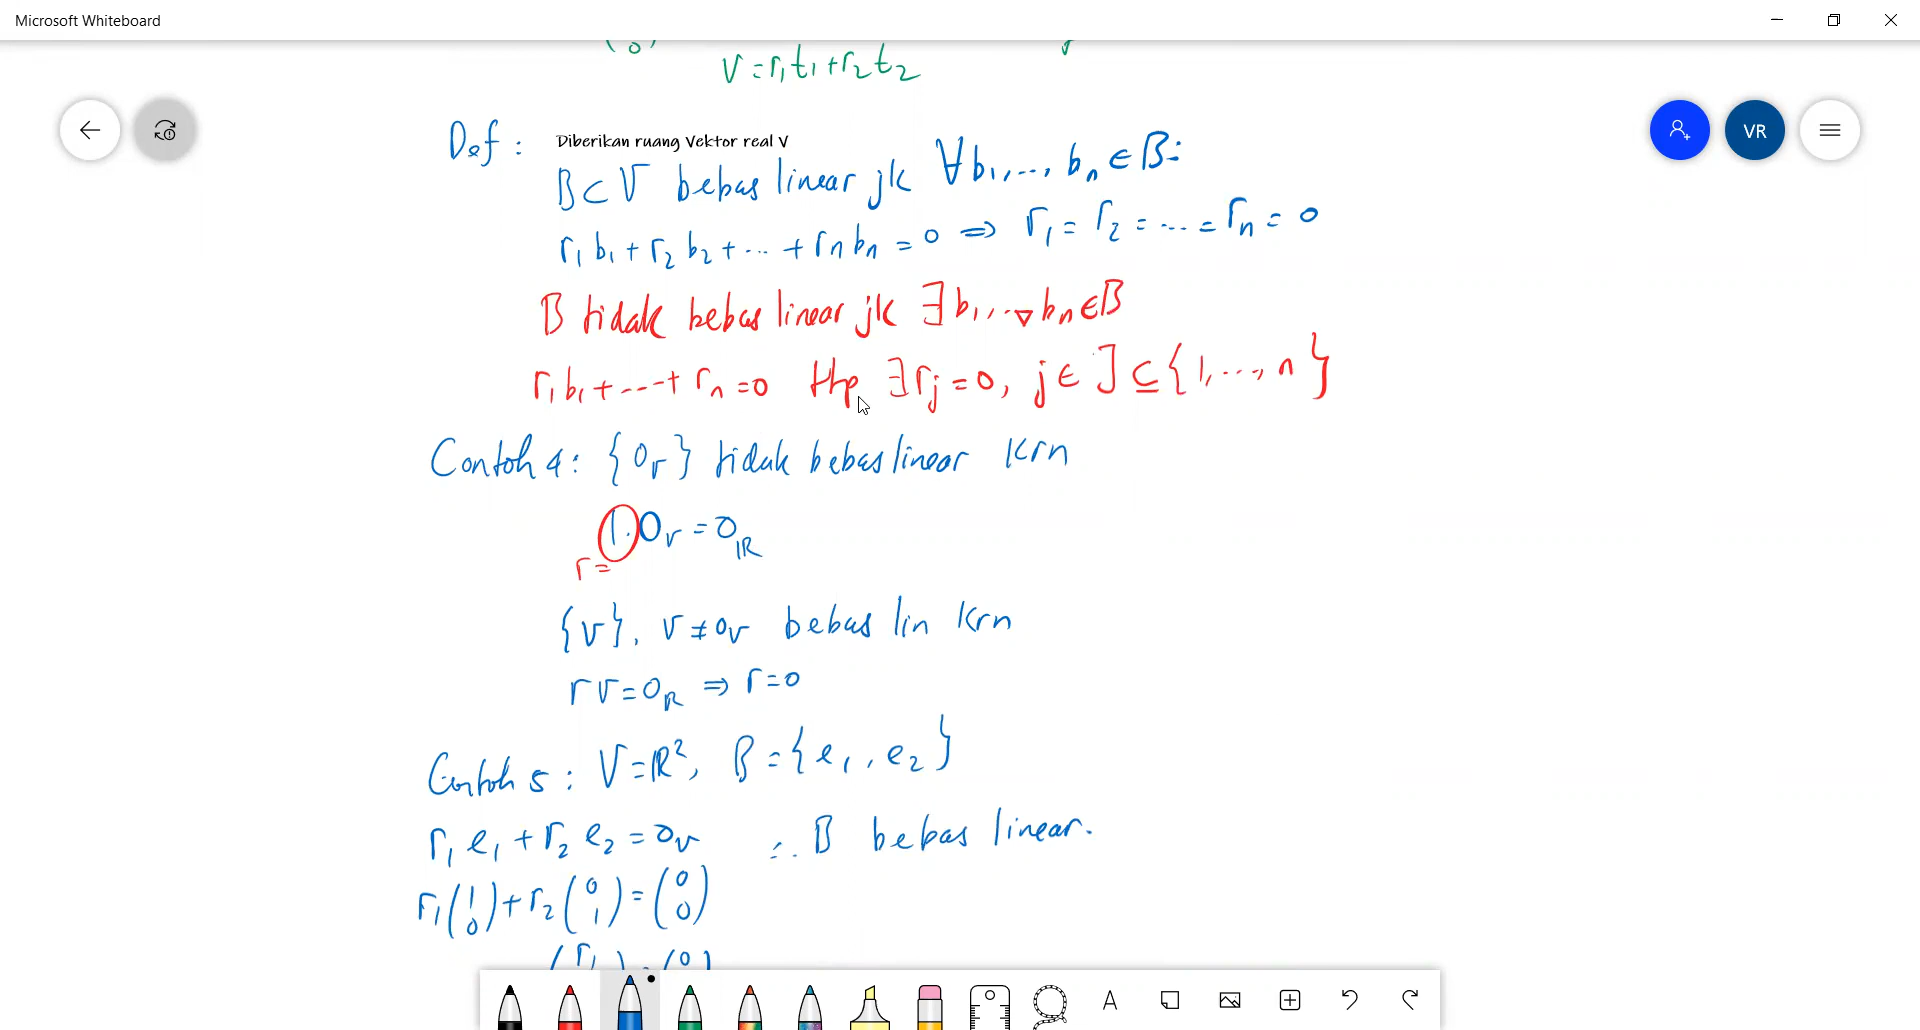 Microsoft Whiteboard
v = r₁t₁ + r₂t₂
VR
Def : Diberikan ruang Vektor real V
B ⊂ V bebas linear jk ∀ b₁, ..., bₙ ∈ B :
r₁b₁ + r₂b₂ + ... + rₙbₙ = 0 ⇒ r₁ = r₂ = ... = rₙ = 0
B tidak bebas linear jk ∃ b₁, ..., bₙ ∈ B
r₁b₁ + ... + rₙ = 0 ttp ∃ rⱼ = 0, j ∈ J ⊆ {1, ..., n}
Contoh 4 : {0ᵥ} tidak bebas linear krn
1 . 0ᵥ = 0_ℝ
r =
{v}, v ≠ 0ᵥ bebas lin krn
rv = 0_ℝ ⇒ r = 0
Contoh 5 : V = ℝ², B = {e₁, e₂}
r₁e₁ + r₂e₂ = 0ᵥ ∴ B bebas linear.
r₁(1 0) + r₂(0 1) = (0 0)
A